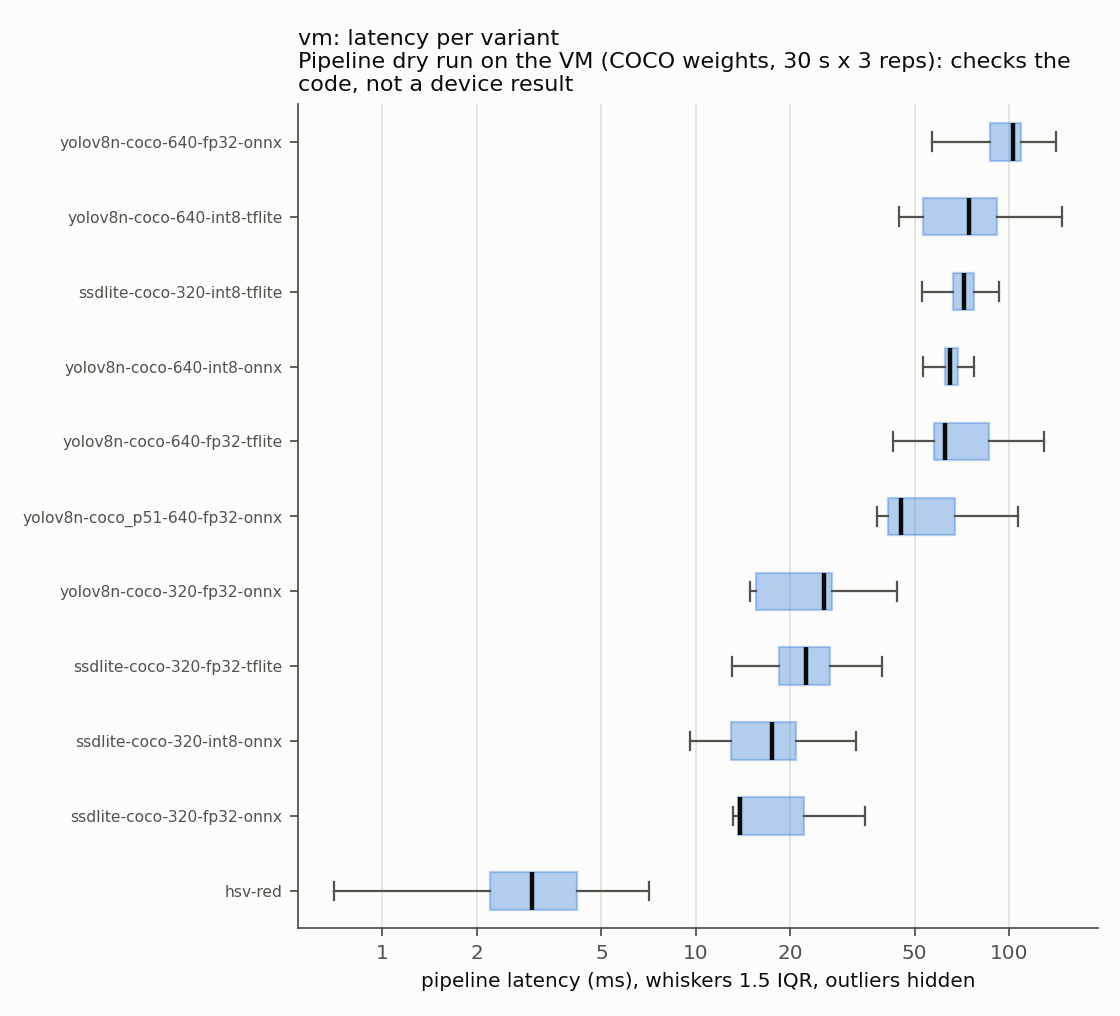 vm: latency per variant
Pipeline dry run on the VM (COCO weights, 30 s x 3 reps): checks the
code, not a device result
yolov8n-coco-640-fp32-onnx
yolov8n-coco-640-int8-tflite
ssdlite-coco-320-int8-tflite
yolov8n-coco-640-int8-onnx
yolov8n-coco-640-fp32-tflite
yolov8n-coco_p51-640-fp32-onnx
yolov8n-coco-320-fp32-onnx
ssdlite-coco-320-fp32-tflite
ssdlite-coco-320-int8-onnx
ssdlite-coco-320-fp32-onnx
hsv-red
1 2 5 10 20 50 100
pipeline latency (ms), whiskers 1.5 IQR, outliers hidden